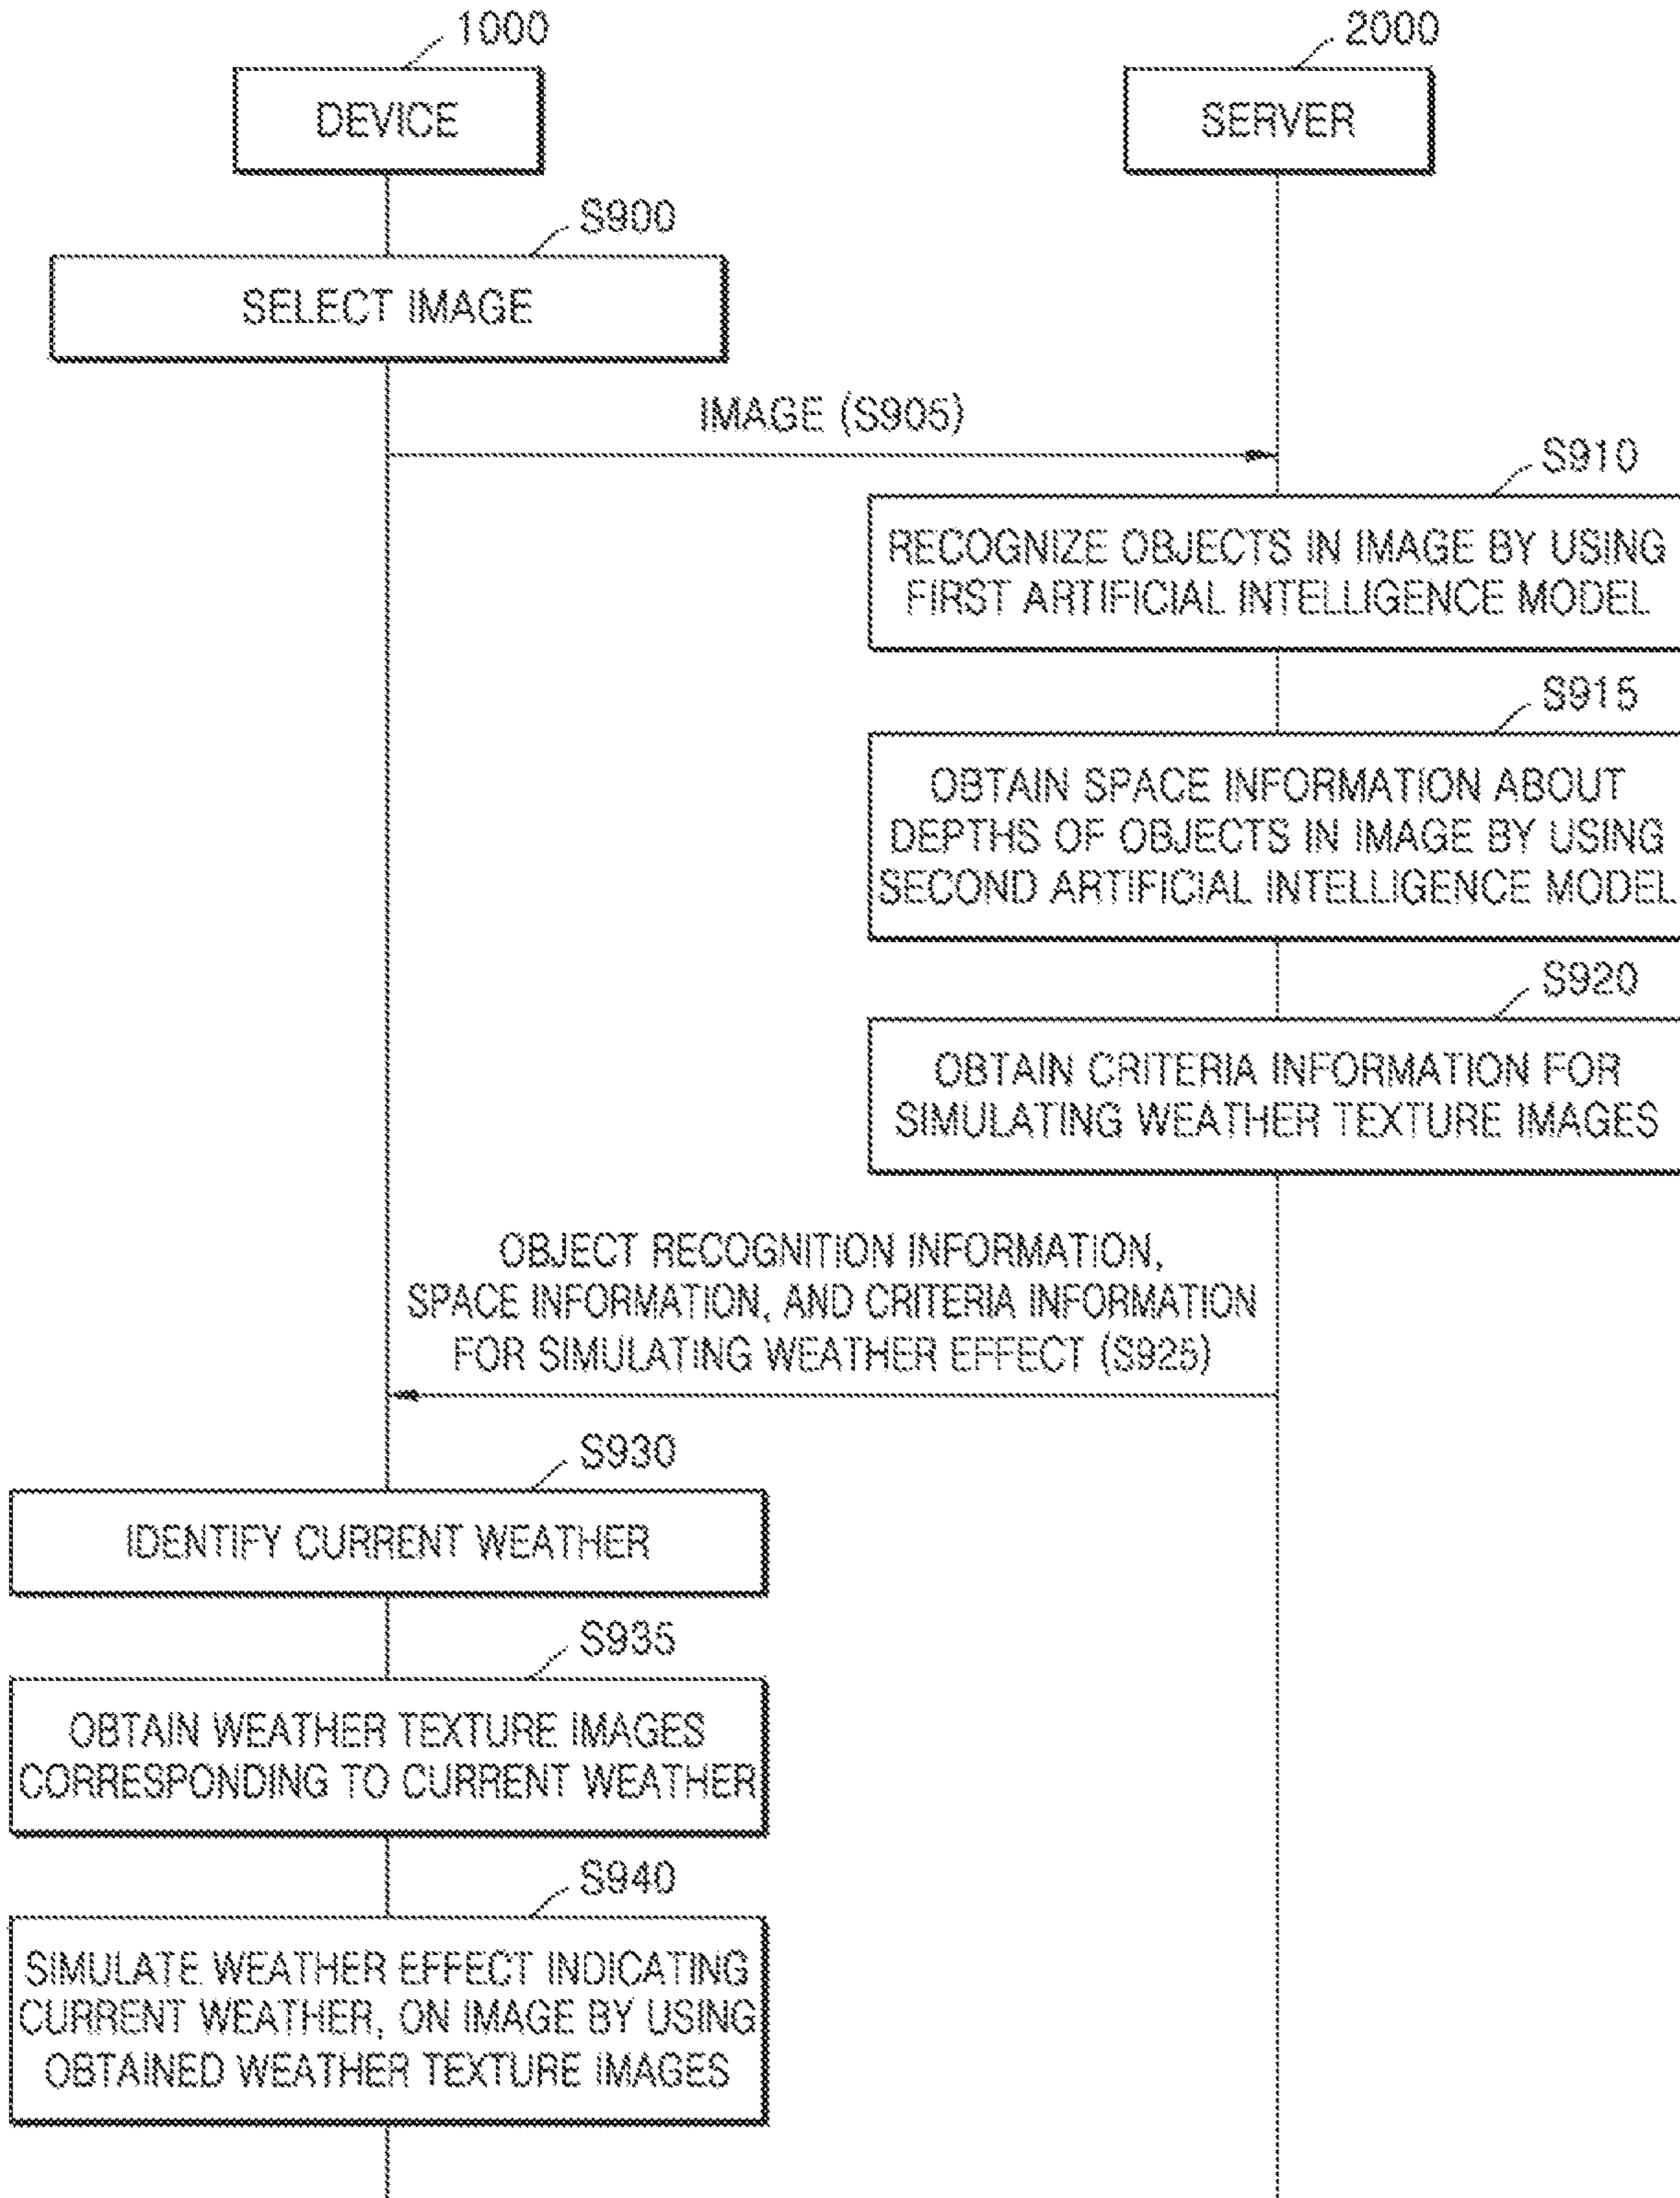 1000
2000
DEVICE
SERVER
S900
SELECT IMAGE
IMAGE (S905)
S910
RECOGNIZE OBJECTS IN IMAGE BY USING
FIRST ARTIFICIAL INTELLIGENCE MODEL
S915
OBTAIN SPACE INFORMATION ABOUT
DEPTHS OF OBJECTS IN IMAGE BY USING
SECOND ARTIFICIAL INTELLIGENCE MODEL
S920
OBTAIN CRITERIA INFORMATION FOR
SIMULATING WEATHER TEXTURE IMAGES
OBJECT RECOGNITION INFORMATION,
SPACE INFORMATION, AND CRITERIA INFORMATION
FOR SIMULATING WEATHER EFFECT (S925)
S930
IDENTIFY CURRENT WEATHER
S935
OBTAIN WEATHER TEXTURE IMAGES
CORRESPONDING TO CURRENT WEATHER
S940
SIMULATE WEATHER EFFECT INDICATING
CURRENT WEATHER, ON IMAGE BY USING
OBTAINED WEATHER TEXTURE IMAGES